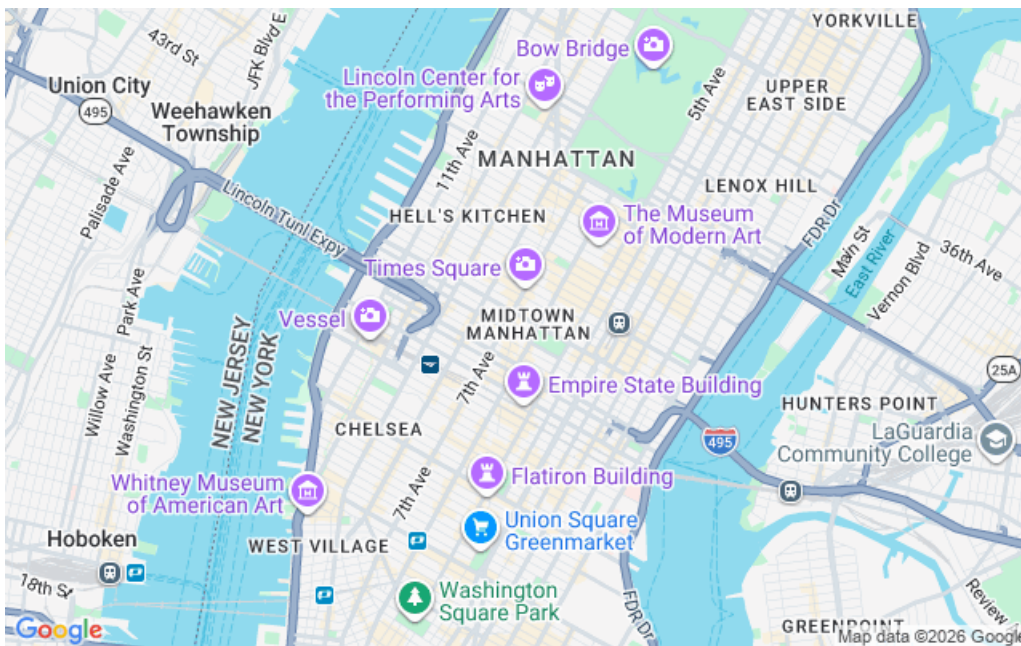 YORKVILLE
43rd St
JFK Blvd E
Bow Bridge
Union City
495
Lincoln Center for
the Performing Arts
5th Ave
UPPER
EAST SIDE
Weehawken
Township
11th Ave
MANHATTAN
Palisade Ave
Lincoln Tunl Expy
LENOX HILL
HELL'S KITCHEN
The Museum
of Modern Art
FDR Dr
Main St
East River
36th Ave
Vernon Blvd
Times Square
Park Ave
Vessel
MIDTOWN
MANHATTAN
NEW JERSEY
NEW YORK
Willow Ave
Washington St
7th Ave
Empire State Building
25A
CHELSEA
HUNTERS POINT
495
LaGuardia
Community College
Whitney Museum
of American Art
7th Ave
Flatiron Building
Union Square
Greenmarket
Hoboken
WEST VILLAGE
18th St
Washington
Square Park
FDR Dr
Review Ave
GREENPOINT
Google
Map data ©2026 Google